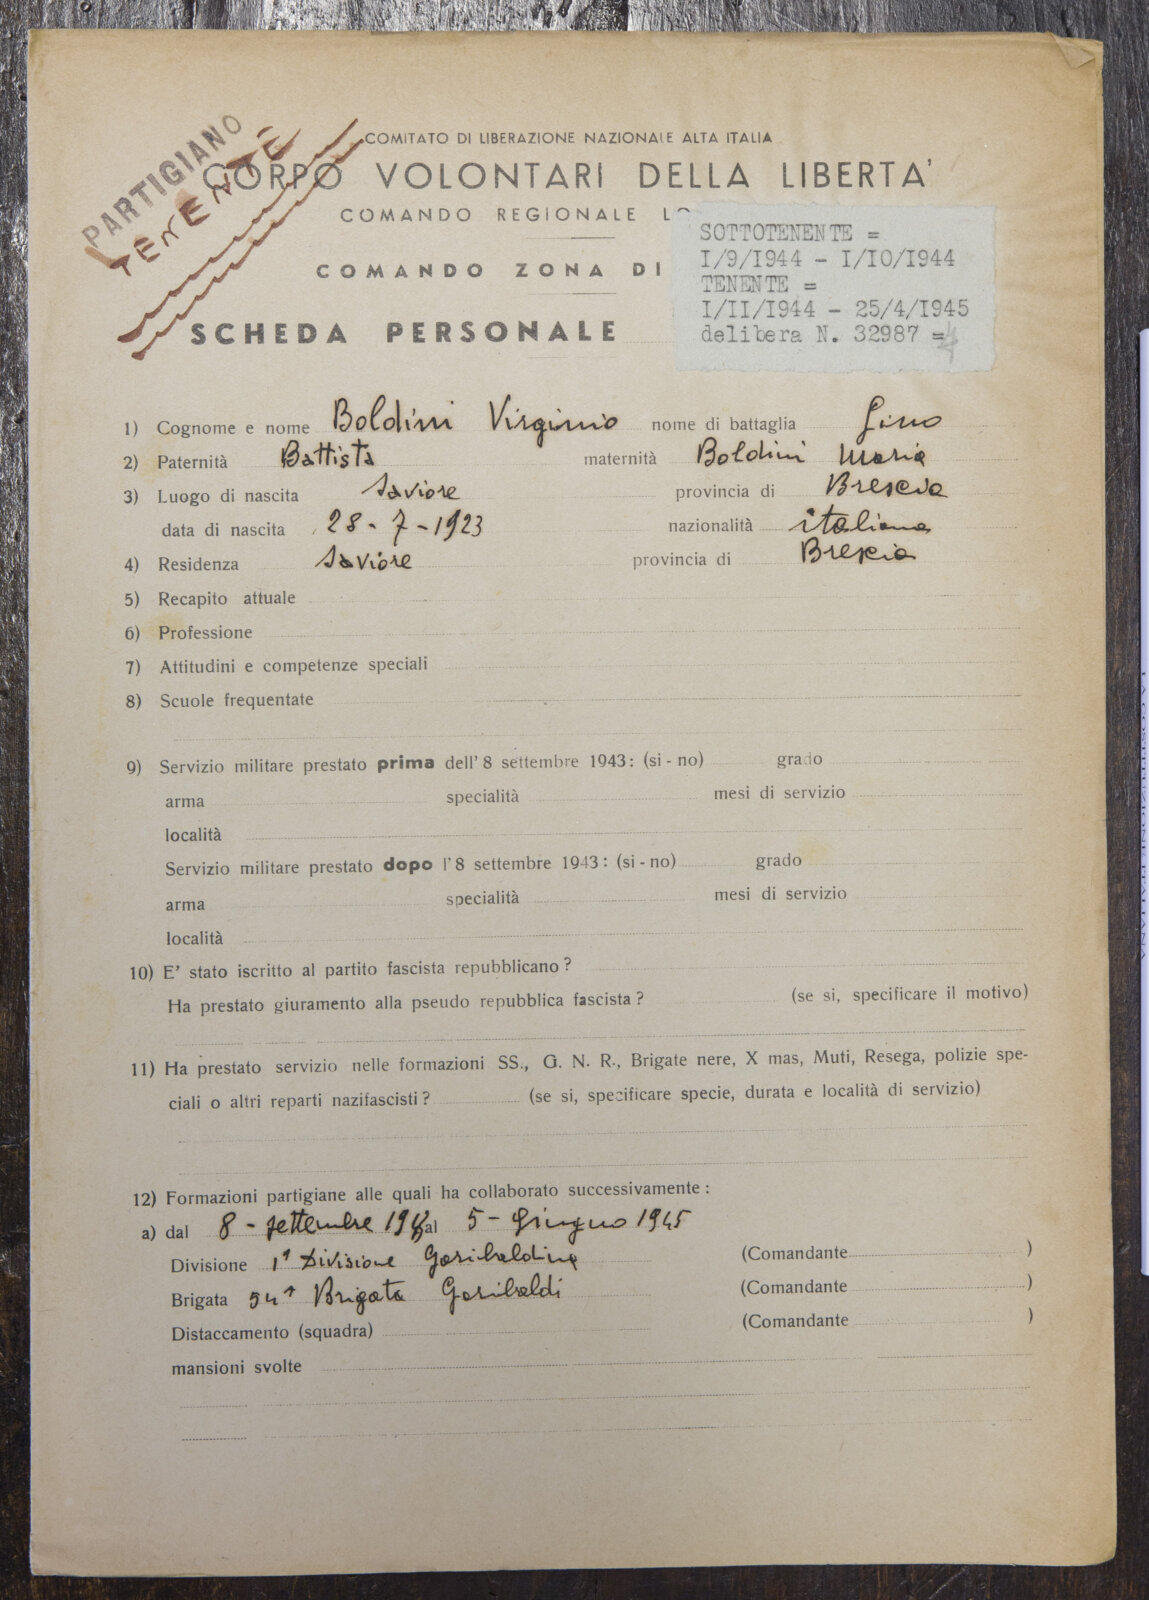 PARTIGIANO
TENENTE
COMITATO DI LIBERAZIONE NAZIONALE ALTA ITALIA
CORPO VOLONTARI DELLA LIBERTA'
COMANDO REGIONALE LO
COMANDO ZONA DI
SCHEDA PERSONALE
SOTTOTENENTE =
I/9/I944 - I/IO/I944
TENENTE =
I/II/I944 - 25/4/I945
delibera N. 32987 =
1) Cognome e nome Boldini Virginio nome di battaglia Gino
2) Paternità Battista maternità Boldini Maria
3) Luogo di nascita Saviore provincia di Brescia
data di nascita 28-7-1923 nazionalità italiana
4) Residenza Saviore provincia di Brescia
5) Recapito attuale
6) Professione
7) Attitudini e competenze speciali
8) Scuole frequentate
9) Servizio militare prestato prima dell'8 settembre 1943: (si - no) grado
arma specialità mesi di servizio
località
Servizio militare prestato dopo l'8 settembre 1943: (si - no) grado
arma specialità mesi di servizio
località
10) E' stato iscritto al partito fascista repubblicano?
Ha prestato giuramento alla pseudo repubblica fascista? (se si, specificare il motivo)
11) Ha prestato servizio nelle formazioni SS., G. N. R., Brigate nere, X mas, Muti, Resega, polizie spe-
ciali o altri reparti nazifascisti? (se si, specificare specie, durata e località di servizio)
12) Formazioni partigiane alle quali ha collaborato successivamente:
a) dal 8 - settembre al 5 - Giugno 1945
Divisione 1ª Divisione Garibaldina (Comandante )
Brigata 54ª Brigata Garibaldi (Comandante )
Distaccamento (squadra) (Comandante )
mansioni svolte